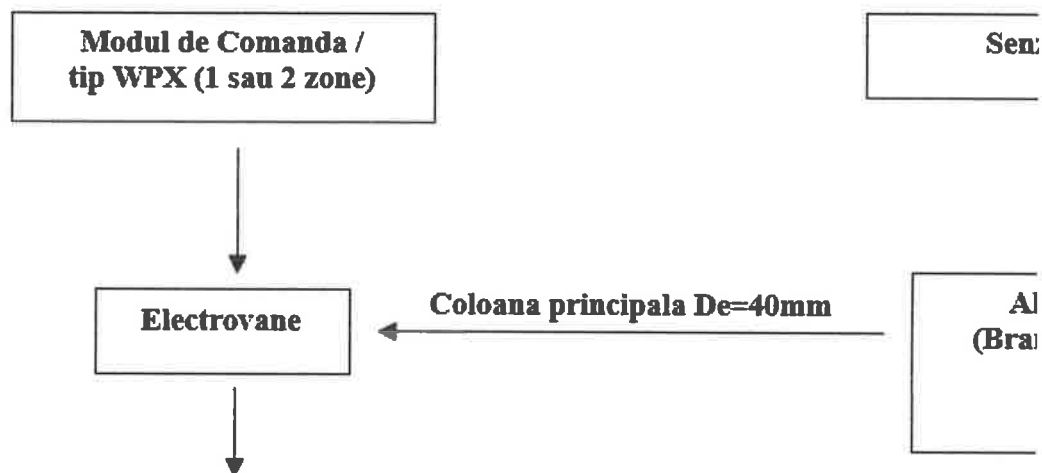 Modul de Comanda /
tip WPX (1 sau 2 zone)
Electrovane
Coloana principala De=40mm